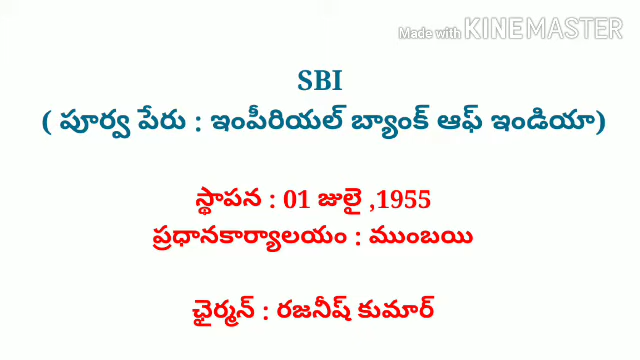 Made with KINEMASTER
SBI
( పూర్వ పేరు : ఇంపీరియల్ బ్యాంక్ ఆఫ్ ఇండియా)
స్థాపన : 01 జులై ,1955
ప్రధానకార్యాలయం : ముంబయి
ఛైర్మన్ : రజనీష్ కుమార్